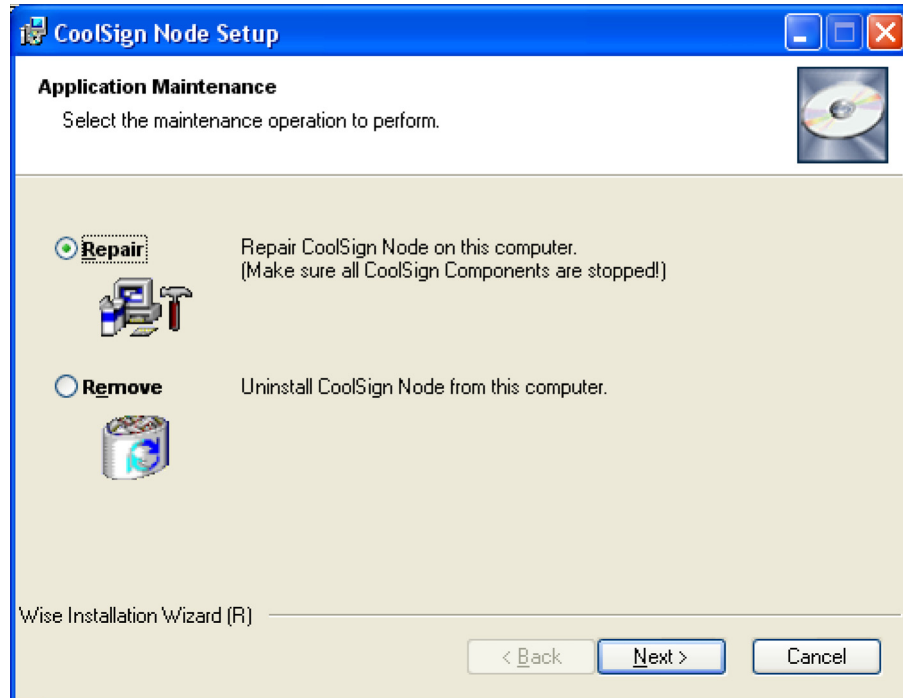 CoolSign Node Setup
Application Maintenance
Select the maintenance operation to perform.
Repair
Repair CoolSign Node on this computer.
(Make sure all CoolSign Components are stopped!)
Remove
Uninstall CoolSign Node from this computer.
Wise Installation Wizard (R)
< Back
Next >
Cancel